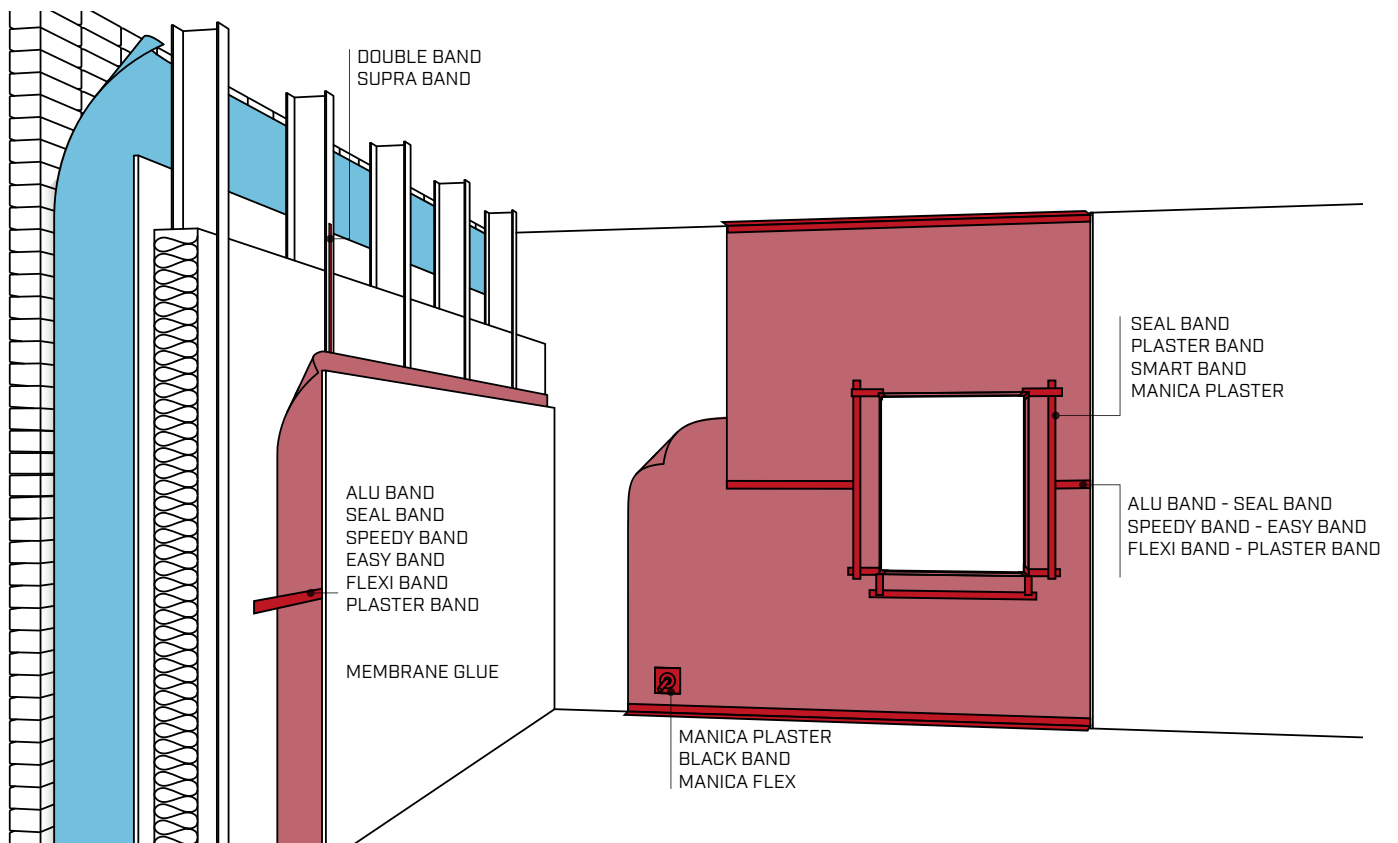 DOUBLE BAND
SUPRA BAND
SEAL BAND
PLASTER BAND
SMART BAND
MANICA PLASTER
ALU BAND
SEAL BAND
SPEEDY BAND
EASY BAND
FLEXI BAND
PLASTER BAND
MEMBRANE GLUE
ALU BAND - SEAL BAND
SPEEDY BAND - EASY BAND
FLEXI BAND - PLASTER BAND
MANICA PLASTER
BLACK BAND
MANICA FLEX